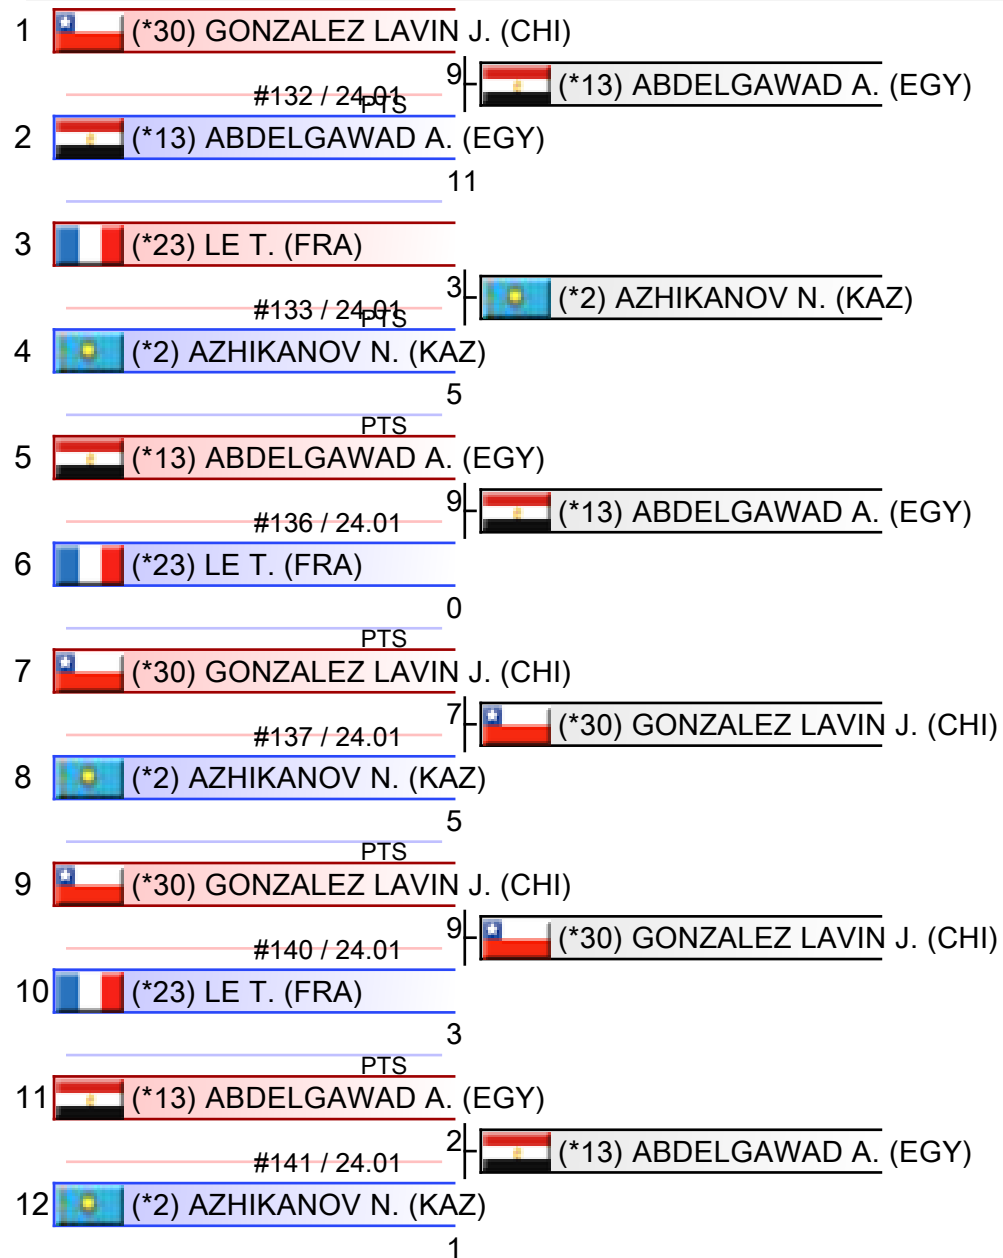 1 (*30) GONZALEZ LAVIN J. (CHI)
9 (*13) ABDELGAWAD A. (EGY)
#132 / 24.01
PTS
2 (*13) ABDELGAWAD A. (EGY)
11
3 (*23) LE T. (FRA)
3 (*2) AZHIKANOV N. (KAZ)
#133 / 24.01
PTS
4 (*2) AZHIKANOV N. (KAZ)
5
PTS
5 (*13) ABDELGAWAD A. (EGY)
9 (*13) ABDELGAWAD A. (EGY)
#136 / 24.01
6 (*23) LE T. (FRA)
0
PTS
7 (*30) GONZALEZ LAVIN J. (CHI)
7 (*30) GONZALEZ LAVIN J. (CHI)
#137 / 24.01
8 (*2) AZHIKANOV N. (KAZ)
5
PTS
9 (*30) GONZALEZ LAVIN J. (CHI)
9 (*30) GONZALEZ LAVIN J. (CHI)
#140 / 24.01
10 (*23) LE T. (FRA)
3
PTS
11 (*13) ABDELGAWAD A. (EGY)
2 (*13) ABDELGAWAD A. (EGY)
#141 / 24.01
12 (*2) AZHIKANOV N. (KAZ)
1